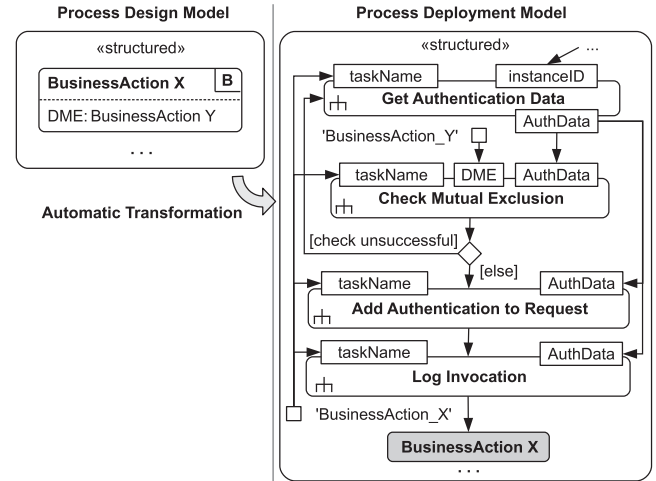 Process Design Model
«structured»
BusinessAction X
B
DME: BusinessAction Y
. . .
Automatic Transformation
Process Deployment Model
«structured»
...
taskName
instanceID
Get Authentication Data
AuthData
'BusinessAction_Y'
taskName
DME
AuthData
Check Mutual Exclusion
[check unsuccessful]
[else]
taskName
AuthData
Add Authentication to Request
taskName
AuthData
Log Invocation
'BusinessAction_X'
BusinessAction X
. . .